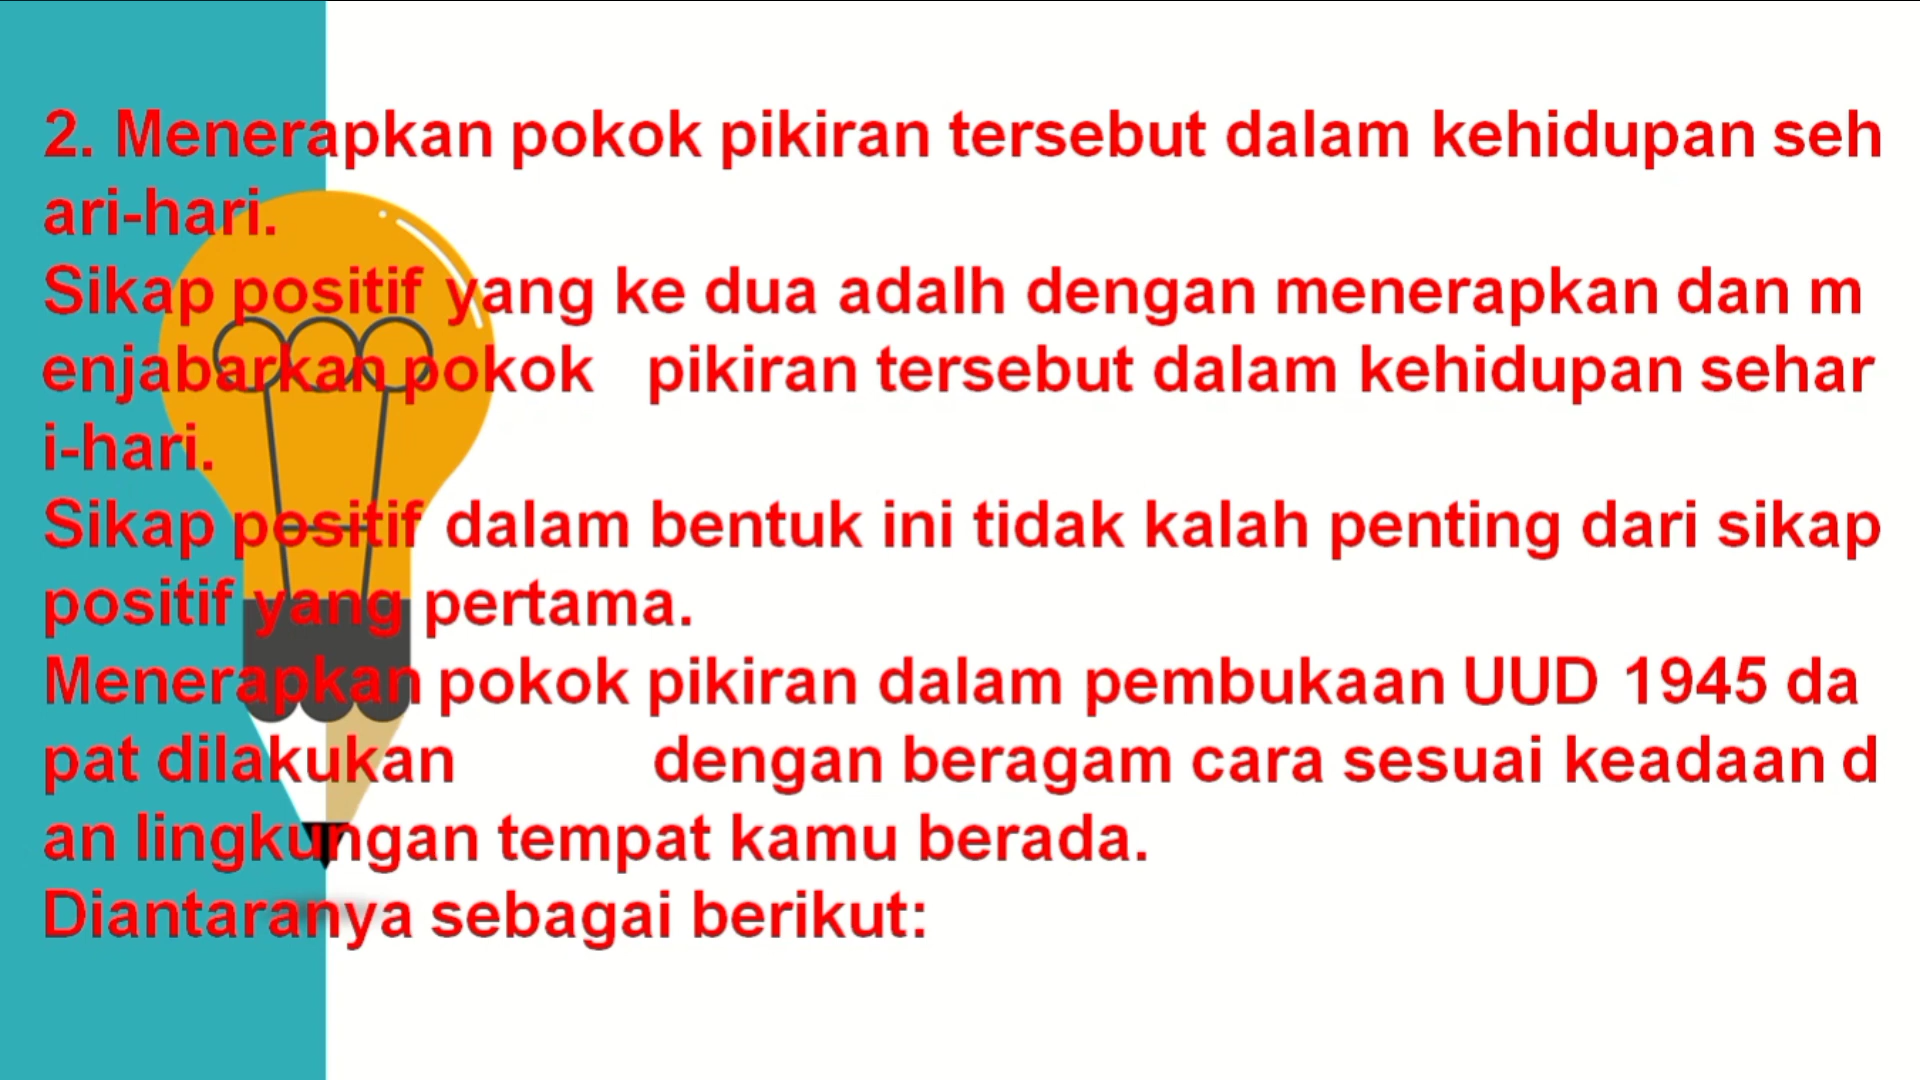 2. Menerapkan pokok pikiran tersebut dalam kehidupan seh
ari-hari.
Sikap positif yang ke dua adalh dengan menerapkan dan m
enjabarkan pokok   pikiran tersebut dalam kehidupan sehar
i-hari.
Sikap positif dalam bentuk ini tidak kalah penting dari sikap
positif yang pertama.
Menerapkan pokok pikiran dalam pembukaan UUD 1945 da
pat dilakukan          dengan beragam cara sesuai keadaan d
an lingkungan tempat kamu berada.
Diantaranya sebagai berikut: